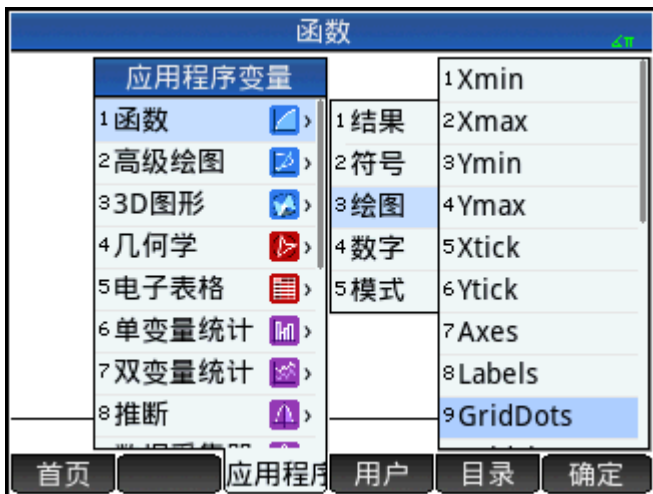 函数
∡π
应用程序变量
1函数
2高级绘图
33D图形
4几何学
5电子表格
6单变量统计
7双变量统计
8推断
1结果
2符号
3绘图
4数字
5模式
1Xmin
2Xmax
3Ymin
4Ymax
5Xtick
6Ytick
7Axes
8Labels
9GridDots
首页
应用程序
用户
目录
确定